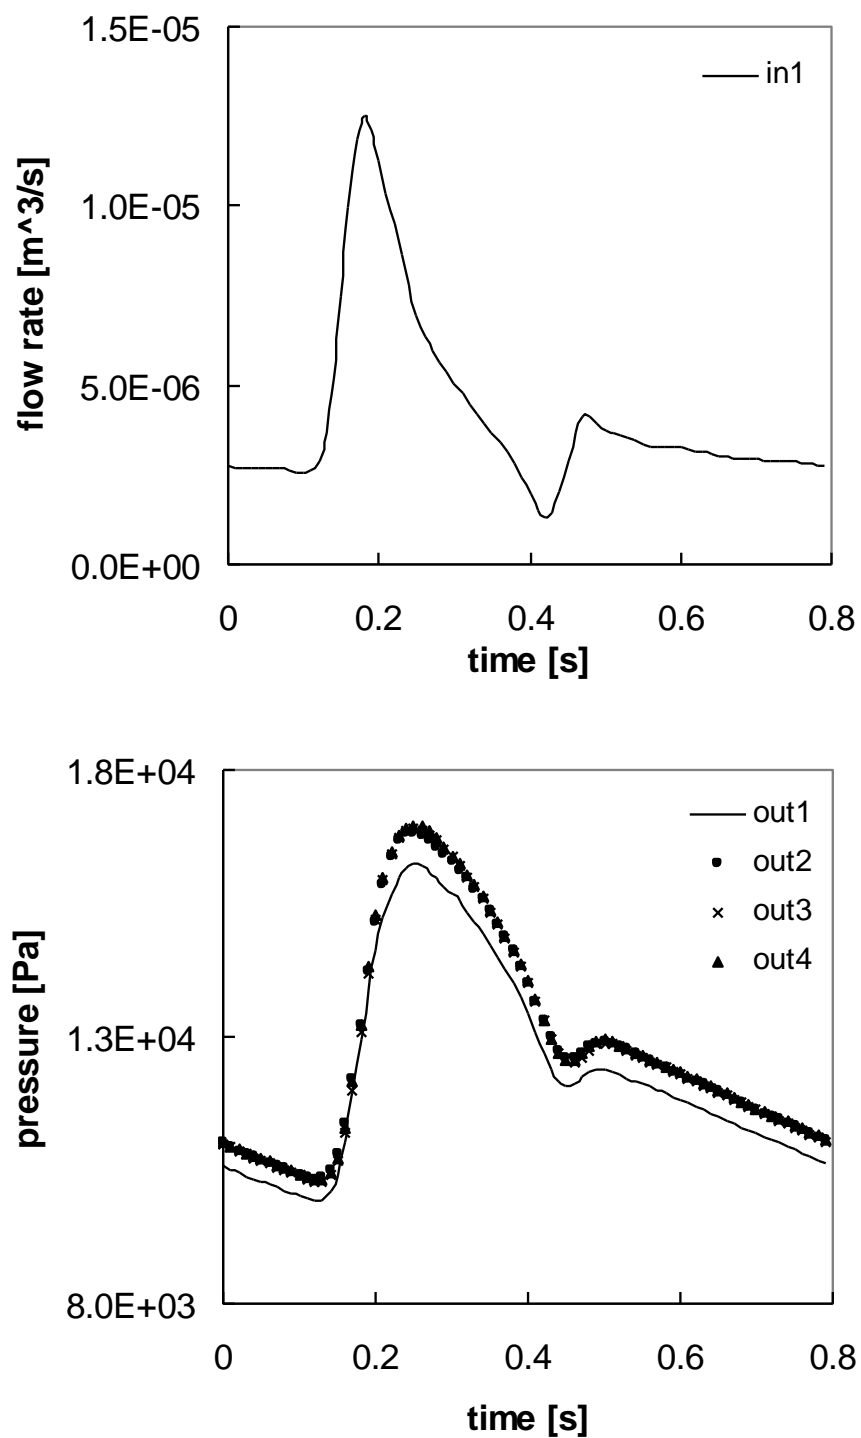 1.5E-05
in1
1.0E-05
flow rate [m^3/s]
5.0E-06
0.0E+00
0 0.2 0.4 0.6 0.8
time [s]
1.8E+04
out1
out2
out3
out4
pressure [Pa]
1.3E+04
8.0E+03
0 0.2 0.4 0.6 0.8
time [s]